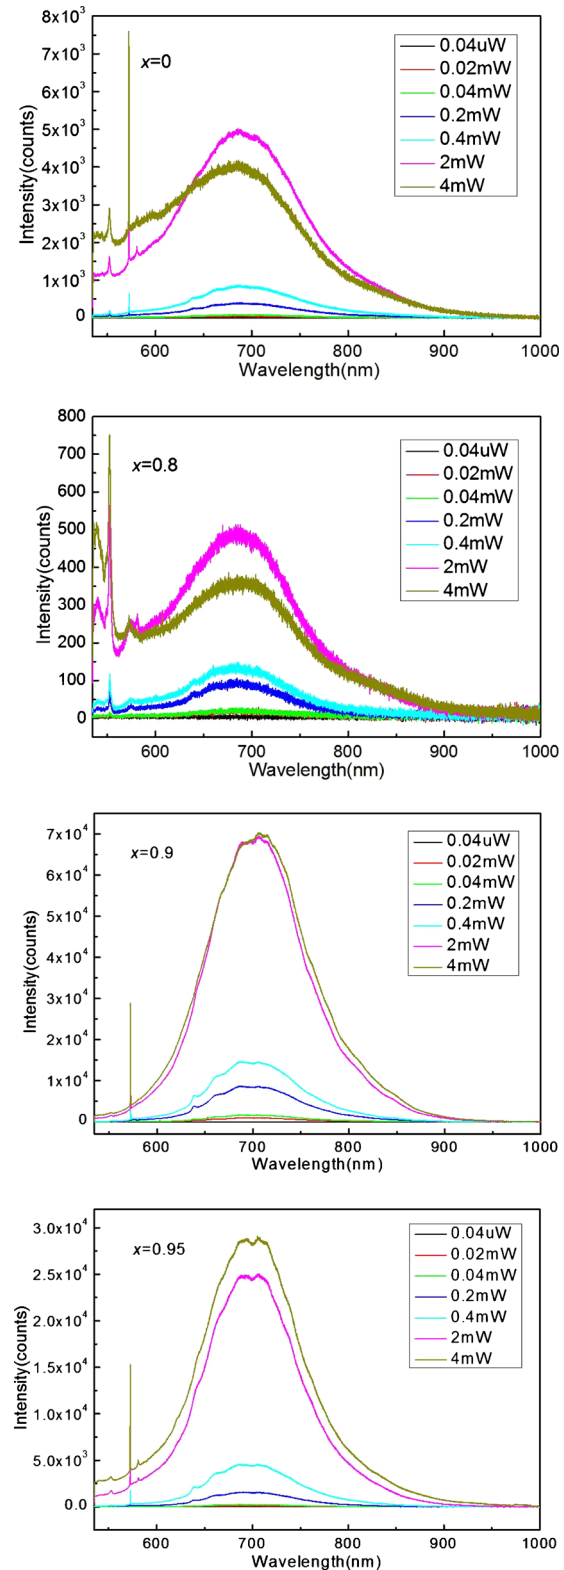 8x10³
7x10³
6x10³
5x10³
4x10³
3x10³
2x10³
1x10³
0
Intensity(counts)
x=0
0.04uW
0.02mW
0.04mW
0.2mW
0.4mW
2mW
4mW
600 700 800 900 1000
Wavelength(nm)
800
700
600
500
400
300
200
100
0
Intensity(counts)
x=0.8
0.04uW
0.02mW
0.04mW
0.2mW
0.4mW
2mW
4mW
600 700 800 900 1000
Wavelength(nm)
7x10⁴
6x10⁴
5x10⁴
4x10⁴
3x10⁴
2x10⁴
1x10⁴
0
Intensity(counts)
x=0.9
0.04uW
0.02mW
0.04mW
0.2mW
0.4mW
2mW
4mW
600 700 800 900 1000
Wavelength(nm)
3.0x10⁴
2.5x10⁴
2.0x10⁴
1.5x10⁴
1.0x10⁴
5.0x10³
0.0
Intensity(counts)
x=0.95
0.04uW
0.02mW
0.04mW
0.2mW
0.4mW
2mW
4mW
600 700 800 900 1000
Wavelength(nm)